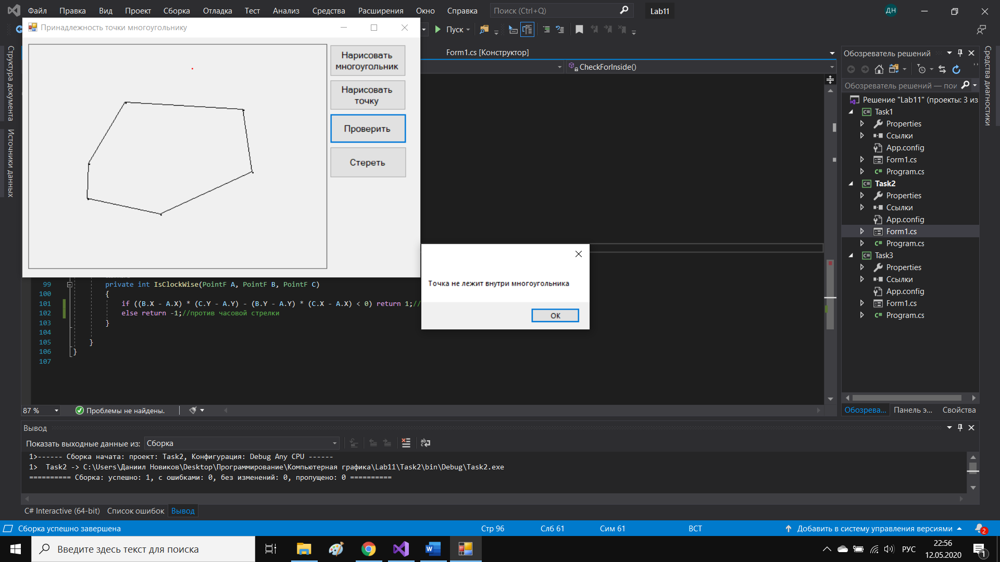 Файл Правка Вид Проект Сборка Отладка Тест Анализ Средства Расширения Окно Справка Поиск (Ctrl+Q) Lab11 ДН
Принадлежность точки многоугольнику
Пуск
Структура документа
Источники данных
Нарисовать
многоугольник
Нарисовать
точку
Проверить
Стереть
Form1.cs [Конструктор]
CheckForInside()
Точка не лежит внутри многоугольника
ОК
99 private int IsClockWise(PointF A, PointF B, PointF C)
100 {
101 if ((B.X - A.X) * (C.Y - A.Y) - (B.Y - A.Y) * (C.X - A.X) < 0) return 1;//
102 else return -1;//против часовой стрелки
103 }
104
105 }
106 }
107
87 % Проблемы не найдены.
Обозреватель решений
Обозреватель решений — пои
Решение "Lab11" (проекты: 3 из
Task1
Properties
Ссылки
App.config
Form1.cs
C# Program.cs
Task2
Properties
Ссылки
App.config
Form1.cs
C# Program.cs
Task3
Properties
Ссылки
App.config
Form1.cs
C# Program.cs
Обозрева... Панель э... Свойства
Средства диагностики
Вывод
Показать выходные данные из: Сборка
1>------ Сборка начата: проект: Task2, Конфигурация: Debug Any CPU ------
1> Task2 -> C:\Users\Даниил Новиков\Desktop\Программирование\Компьютерная графика\Lab11\Task2\bin\Debug\Task2.exe
========== Сборка: успешно: 1, с ошибками: 0, без изменений: 0, пропущено: 0 ==========
C# Interactive (64-bit) Список ошибок Вывод
Сборка успешно завершена Стр 96 Слб 61 Сим 61 ВСТ Добавить в систему управления версиями 2
Введите здесь текст для поиска
РУС
22:56
12.05.2020
1